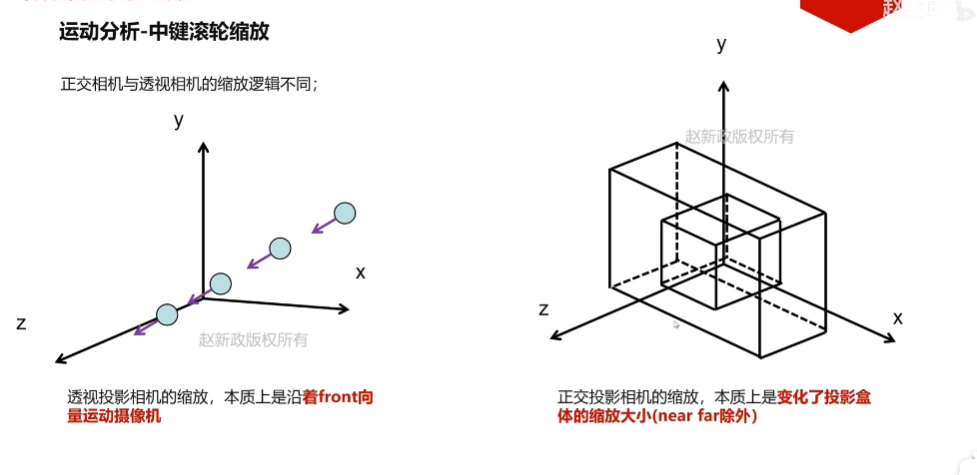 运动分析-中键滚轮缩放
正交相机与透视相机的缩放逻辑不同；
y
x
z
赵新政版权所有
透视投影相机的缩放，本质上是沿着front向
量运动摄像机
y
赵新政版权所有
z
x
正交投影相机的缩放，本质上是变化了投影盒
体的缩放大小(near far除外)